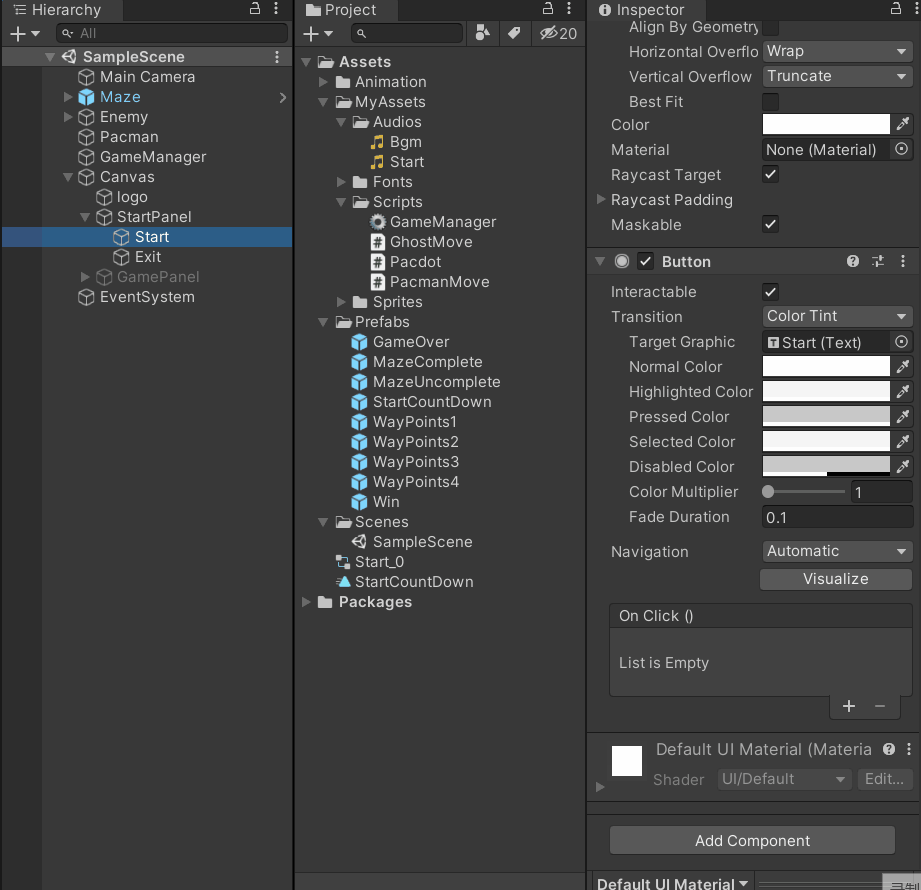 Hierarchy
All
SampleScene
Main Camera
Maze
Enemy
Pacman
GameManager
Canvas
logo
StartPanel
Start
Exit
GamePanel
EventSystem
Project
20
Assets
Animation
MyAssets
Audios
Bgm
Start
Fonts
Scripts
GameManager
GhostMove
Pacdot
PacmanMove
Sprites
Prefabs
GameOver
MazeComplete
MazeUncomplete
StartCountDown
WayPoints1
WayPoints2
WayPoints3
WayPoints4
Win
Scenes
SampleScene
Start_0
StartCountDown
Packages
Inspector
Align By Geometry
Horizontal Overflo Wrap
Vertical Overflow Truncate
Best Fit
Color
Material None (Material)
Raycast Target
Raycast Padding
Maskable
Button
Interactable
Transition Color Tint
Target Graphic Start (Text)
Normal Color
Highlighted Color
Pressed Color
Selected Color
Disabled Color
Color Multiplier 1
Fade Duration 0.1
Navigation Automatic
Visualize
On Click ()
List is Empty
Default UI Material (Materia
Shader UI/Default Edit...
Add Component
Default UI Material